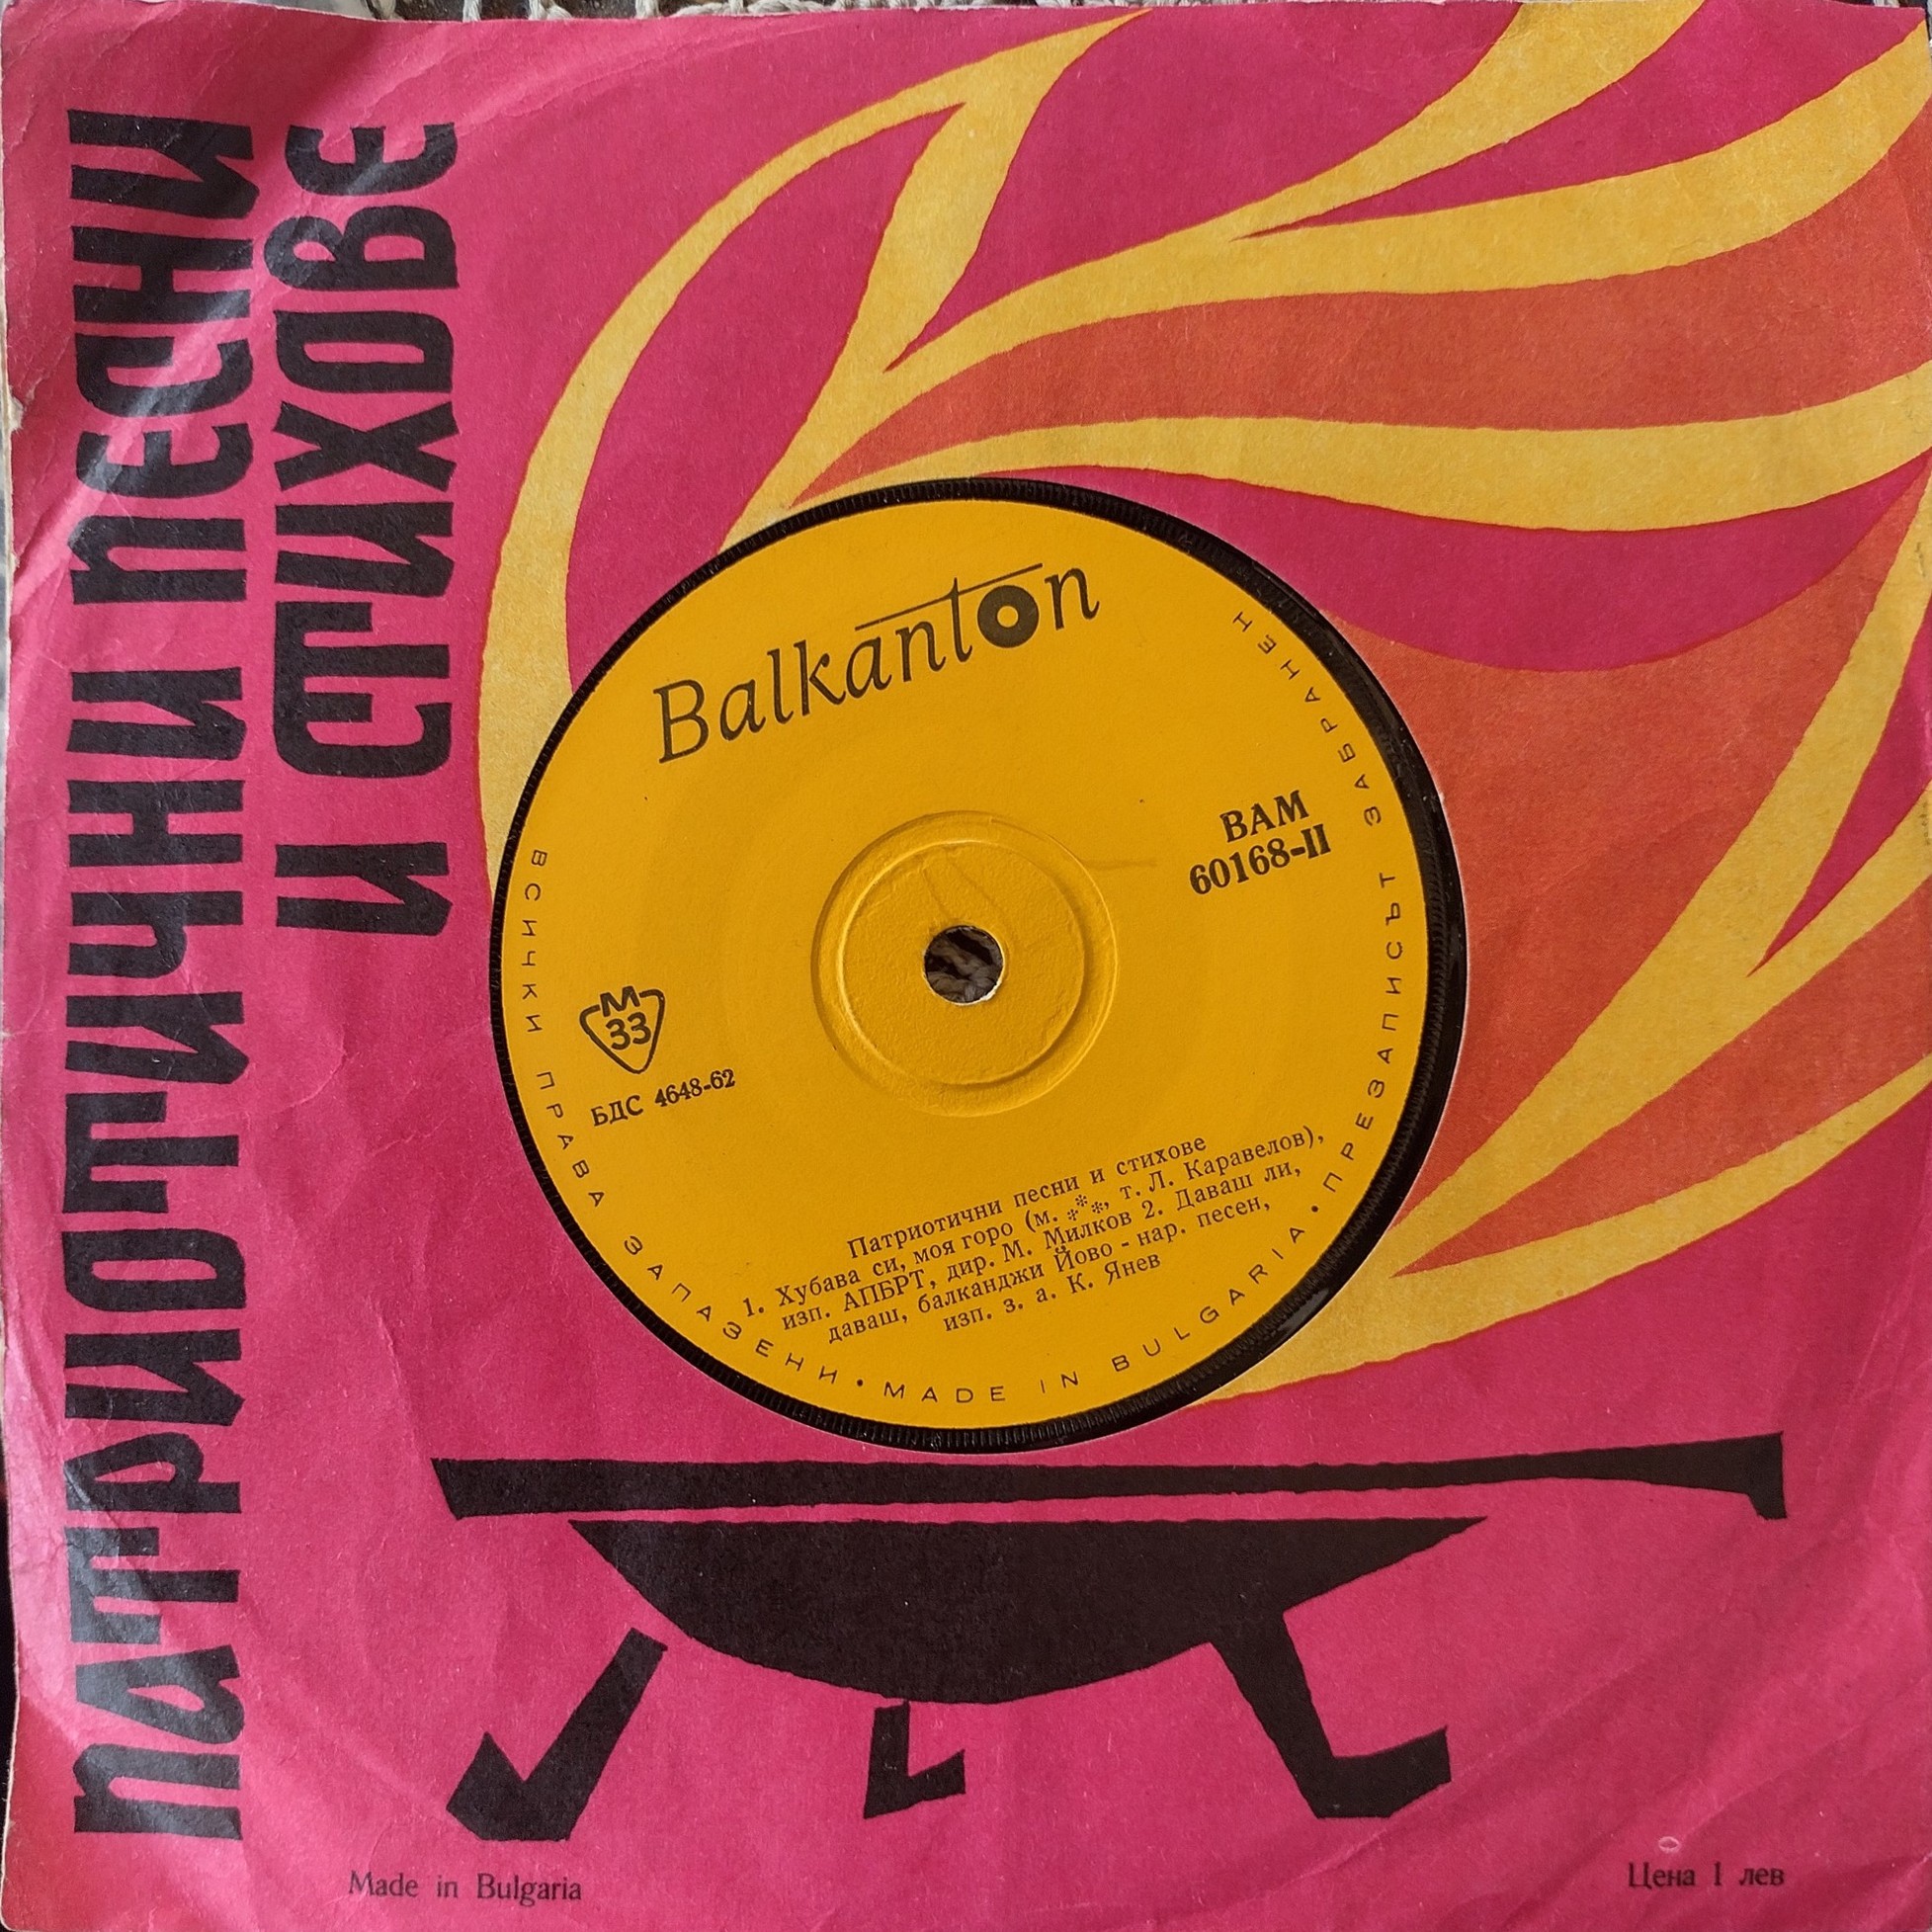 ПАТРИОТИЧНИ ПЕСНИ
И СТИХОВЕ
Balkanton
ВАМ
60168-II
М
33
БДС 4648-62
Патриотични песни и стихове
1. Хубава си, моя горо (м. ***, т. Л. Каравелов),
изп. АПБРТ, дир. М. Милков 2. Даваш ли,
даваш, балканджи Йово - нар. песен,
изп. з. а. К. Янев
ВСИЧКИ ПРАВА ЗАПАЗЕНИ • MADE IN BULGARIA • ПРЕЗАПИСЪТ ЗАБРАНЕН
Made in Bulgaria
Цена 1 лев